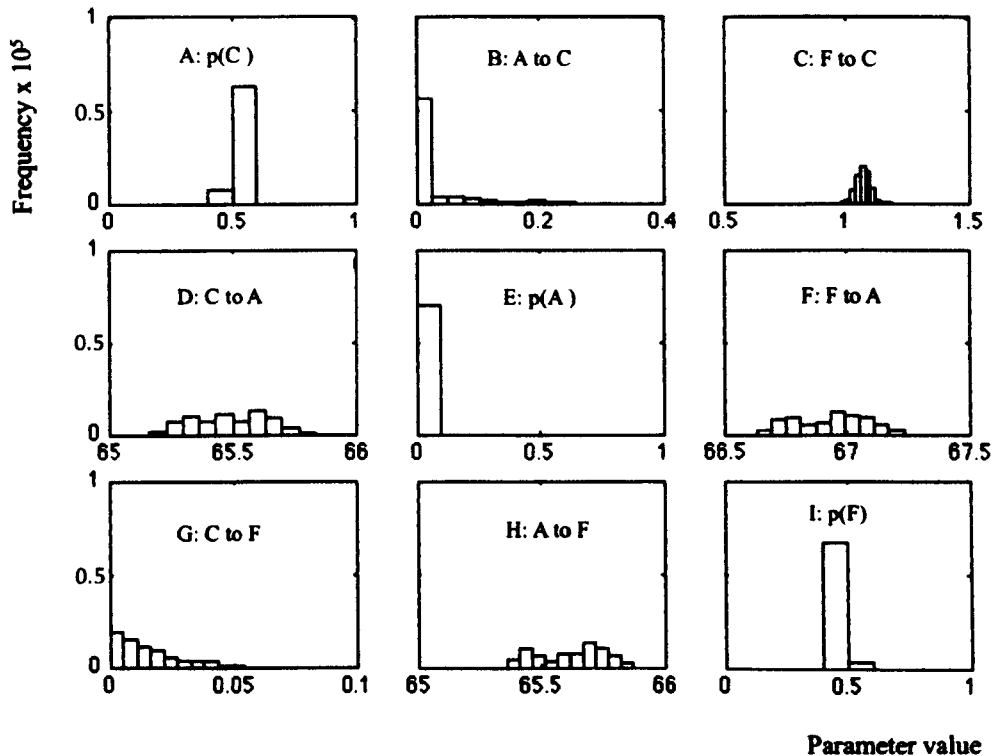 Frequency x 10⁵
1
0.5
0
A: p(C )
0 0.5 1
B: A to C
0 0.2 0.4
C: F to C
0.5 1 1.5
1
0.5
0
D: C to A
65 65.5 66
E: p(A )
0 0.5 1
F: F to A
66.5 67 67.5
1
0.5
0
G: C to F
0 0.05 0.1
H: A to F
65 65.5 66
I: p(F)
0 0.5 1
Parameter value